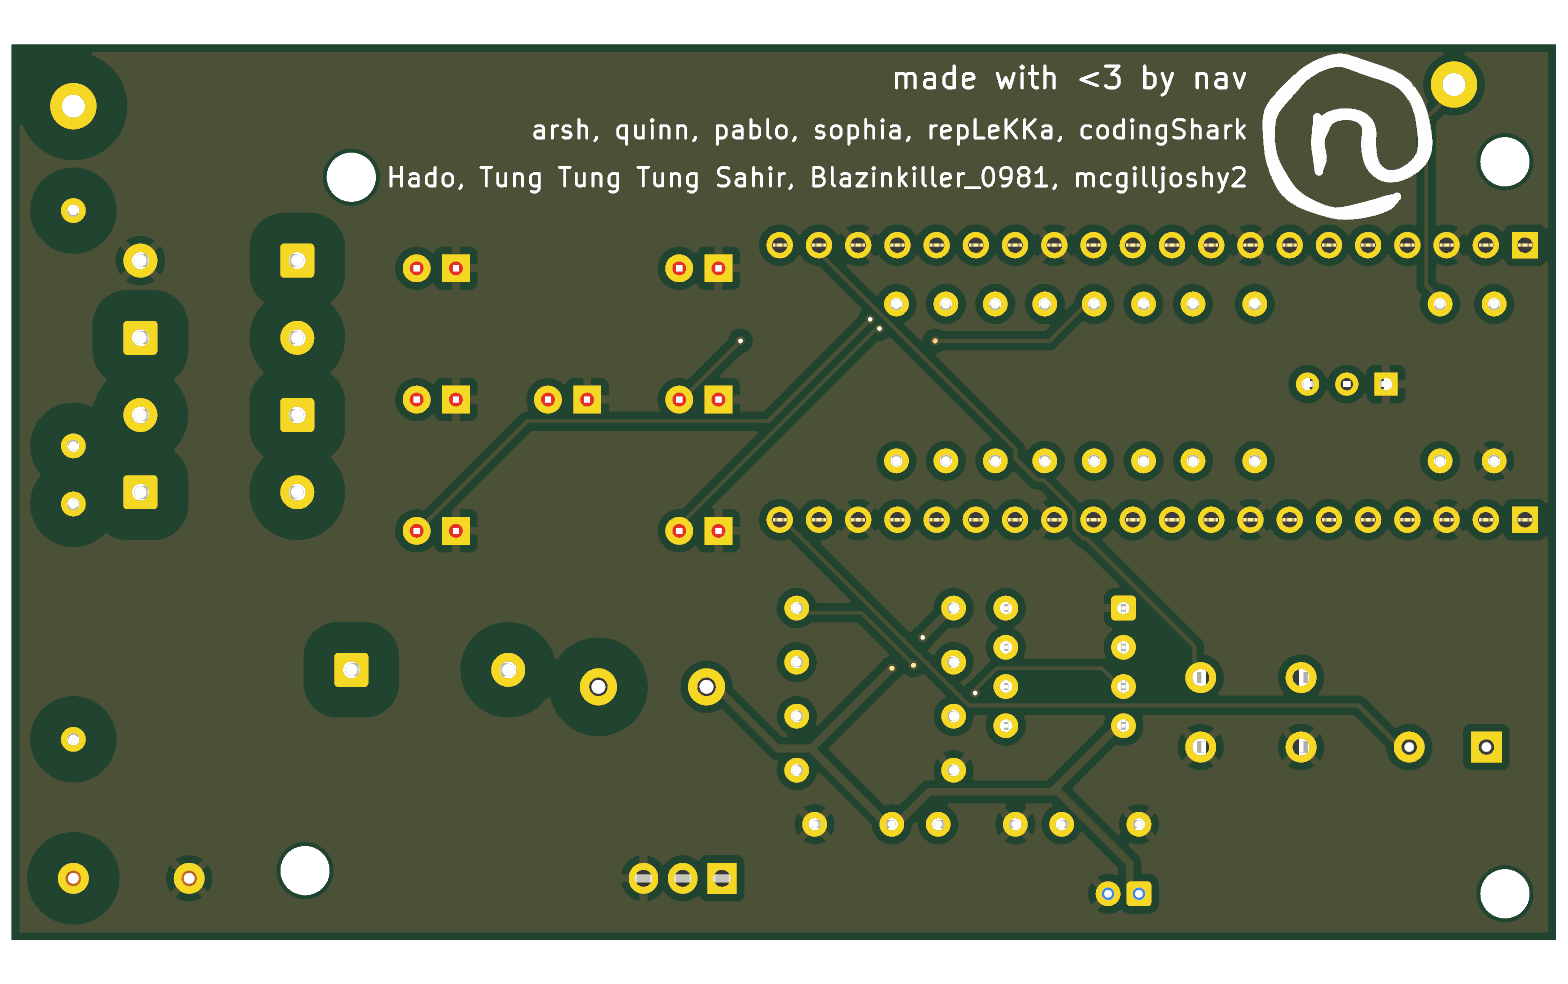 made with <3 by nav
arsh, quinn, pablo, sophia, repLeKKa, codingShark
Hado, Tung Tung Tung Sahir, Blazinkiller_0981, mcgilljoshy2
n